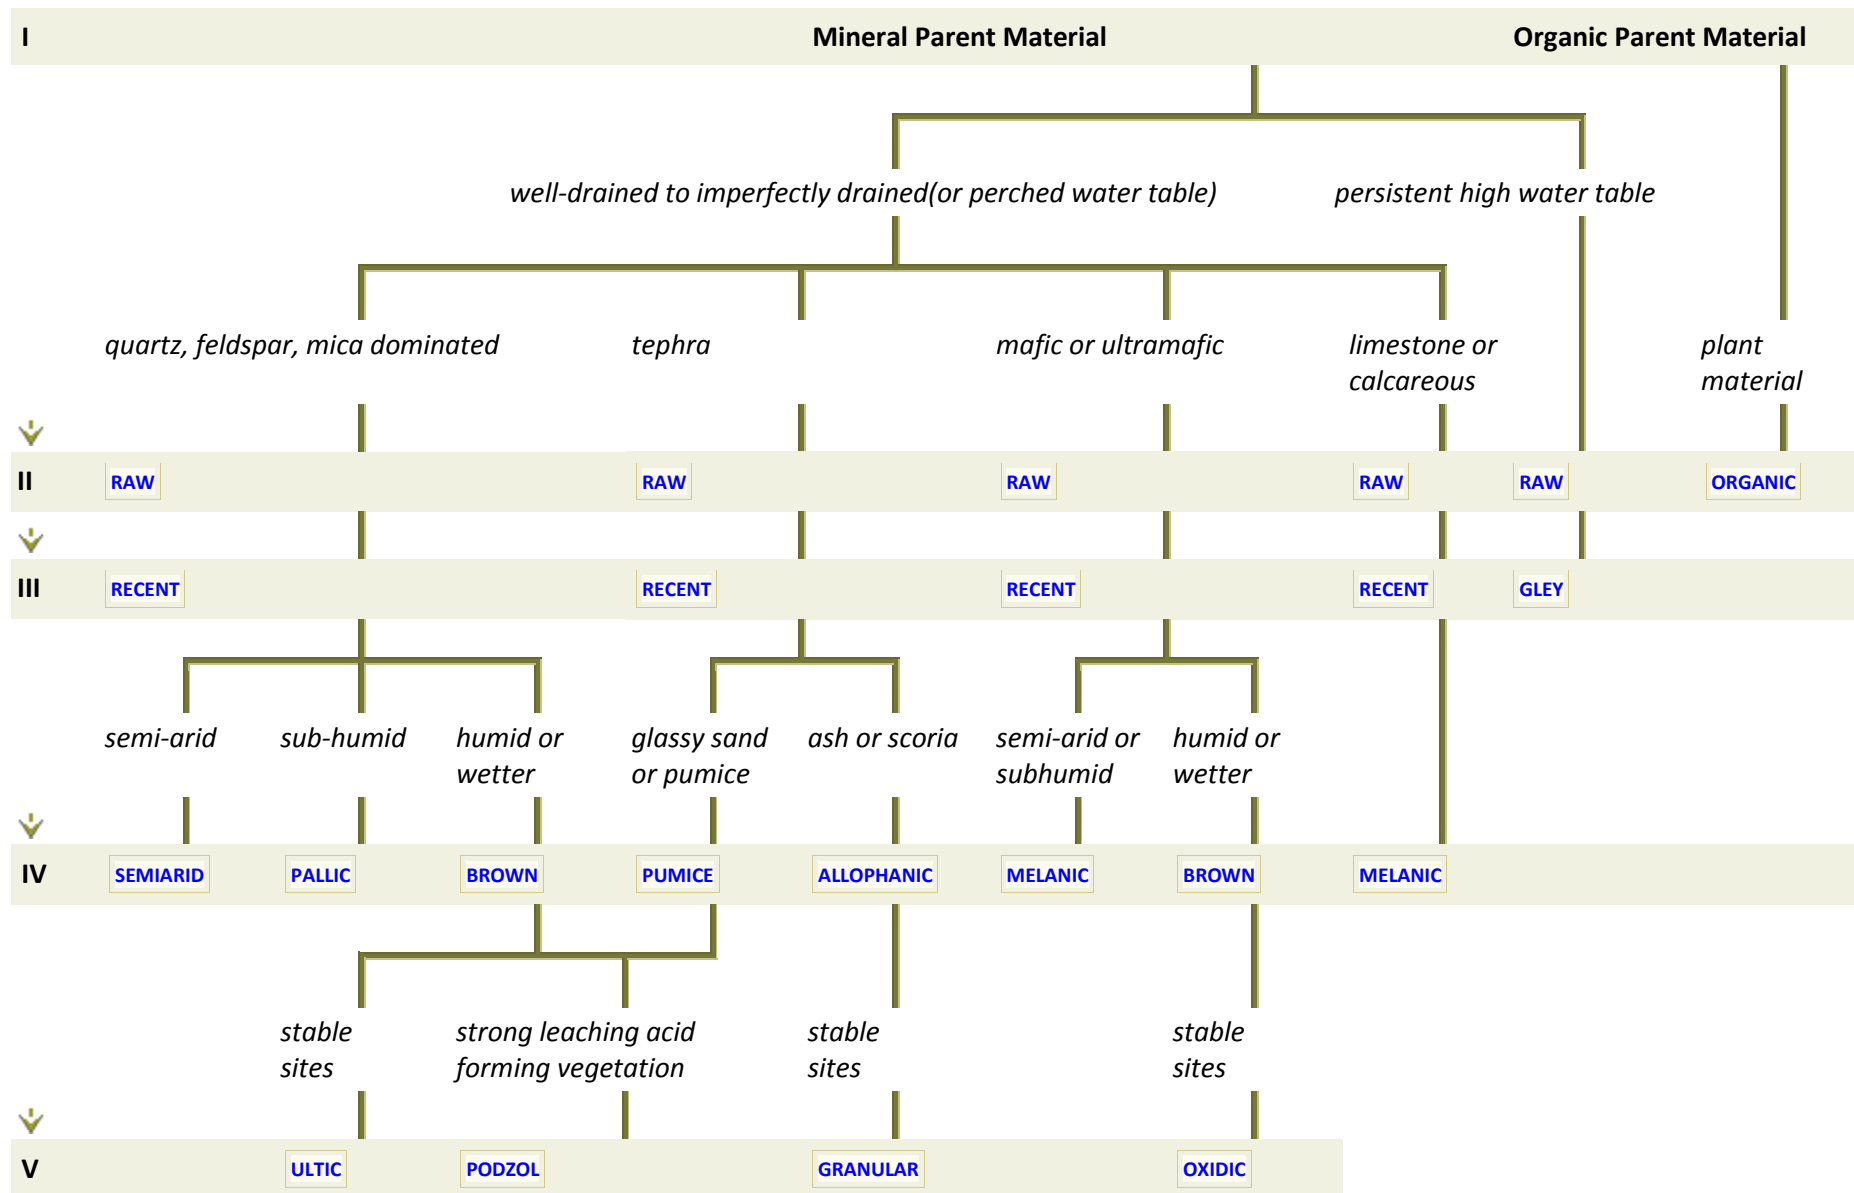 I Mineral Parent Material Organic Parent Material
well-drained to imperfectly drained(or perched water table) persistent high water table
quartz, feldspar, mica dominated tephra mafic or ultramafic limestone or plant
calcareous material
II RAW RAW RAW RAW RAW ORGANIC
III RECENT RECENT RECENT RECENT GLEY
semi-arid sub-humid humid or glassy sand ash or scoria semi-arid or humid or
wetter or pumice subhumid wetter
IV SEMIARID PALLIC BROWN PUMICE ALLOPHANIC MELANIC BROWN MELANIC
stable strong leaching acid stable stable
sites forming vegetation sites sites
V ULTIC PODZOL GRANULAR OXIDIC